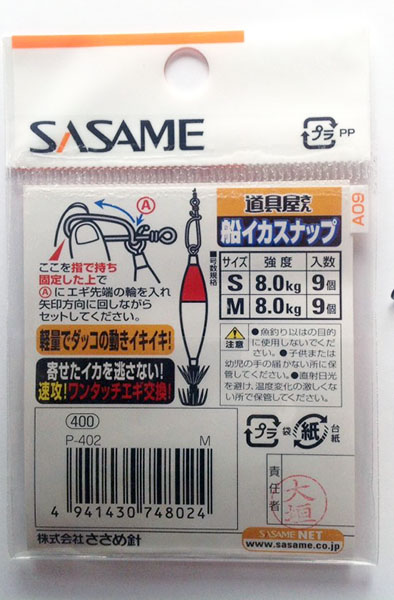 SASAME
プラ PP
A09
Ⓐ
ここを指で持ち
固定した上で
Ⓐにエギ先端の輪を入れ
矢印方向に回しながら
セットしてください。
軽量でダッコの動きイキイキ!
寄せたイカを逃さない!
速攻!ワンタッチエギ交換!
■号数規格
道具屋さん
船イカスナップ
サイズ 強度 入数
S 8.0kg 9個
M 8.0kg 9個
注意
●魚釣り以外の目的
に使用しないでくだ
さい。●子供または
幼児の手の届かない所に保
管してください。●直射日光
を避け、温度変化の激しくな
い所で保管してください。
プラ 袋 紙 台紙
400
P-402 M
4 941430 748024
責任者
大垣
株式会社ささめ針
SASAME NET
www.sasame.co.jp